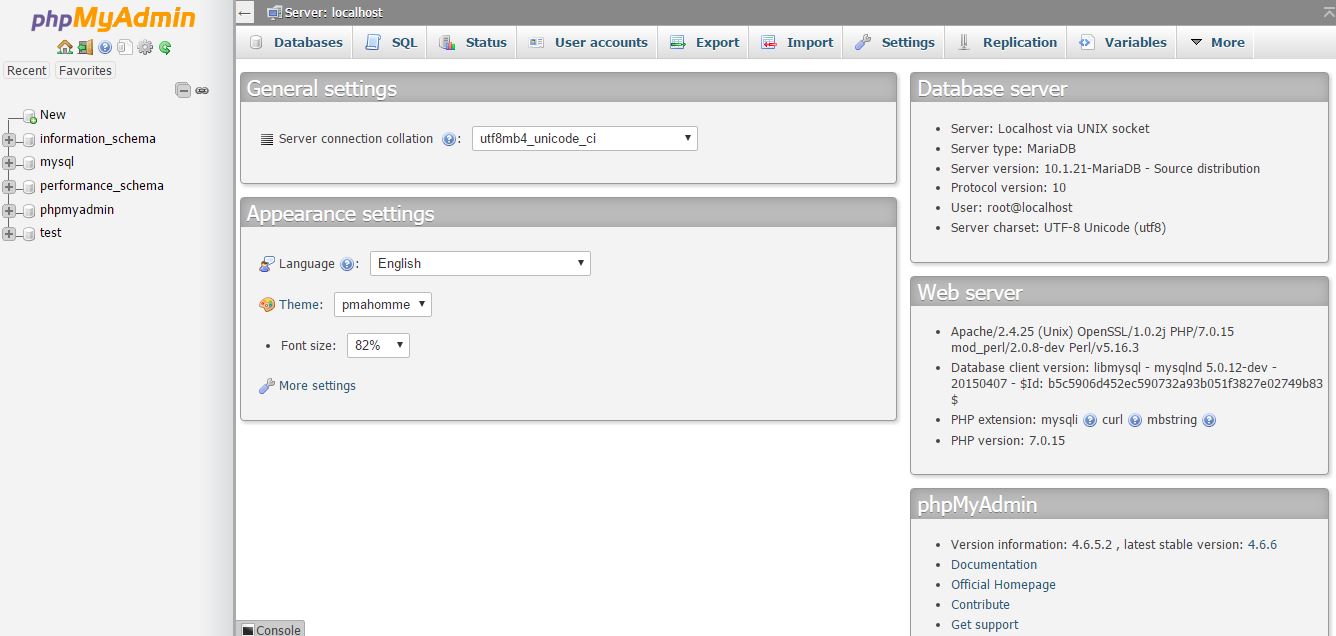 phpMyAdmin
Recent Favorites
New
information_schema
mysql
performance_schema
phpmyadmin
test
Server: localhost
Databases SQL Status User accounts Export Import Settings Replication Variables More
General settings
Server connection collation : utf8mb4_unicode_ci
Appearance settings
Language : English
Theme: pmahomme
Font size: 82%
More settings
Console
Database server
Server: Localhost via UNIX socket
Server type: MariaDB
Server version: 10.1.21-MariaDB - Source distribution
Protocol version: 10
User: root@localhost
Server charset: UTF-8 Unicode (utf8)
Web server
Apache/2.4.25 (Unix) OpenSSL/1.0.2j PHP/7.0.15
mod_perl/2.0.8-dev Perl/v5.16.3
Database client version: libmysql - mysqlnd 5.0.12-dev -
20150407 - $Id: b5c5906d452ec590732a93b051f3827e02749b83
$
PHP extension: mysqli curl mbstring
PHP version: 7.0.15
phpMyAdmin
Version information: 4.6.5.2 , latest stable version: 4.6.6
Documentation
Official Homepage
Contribute
Get support